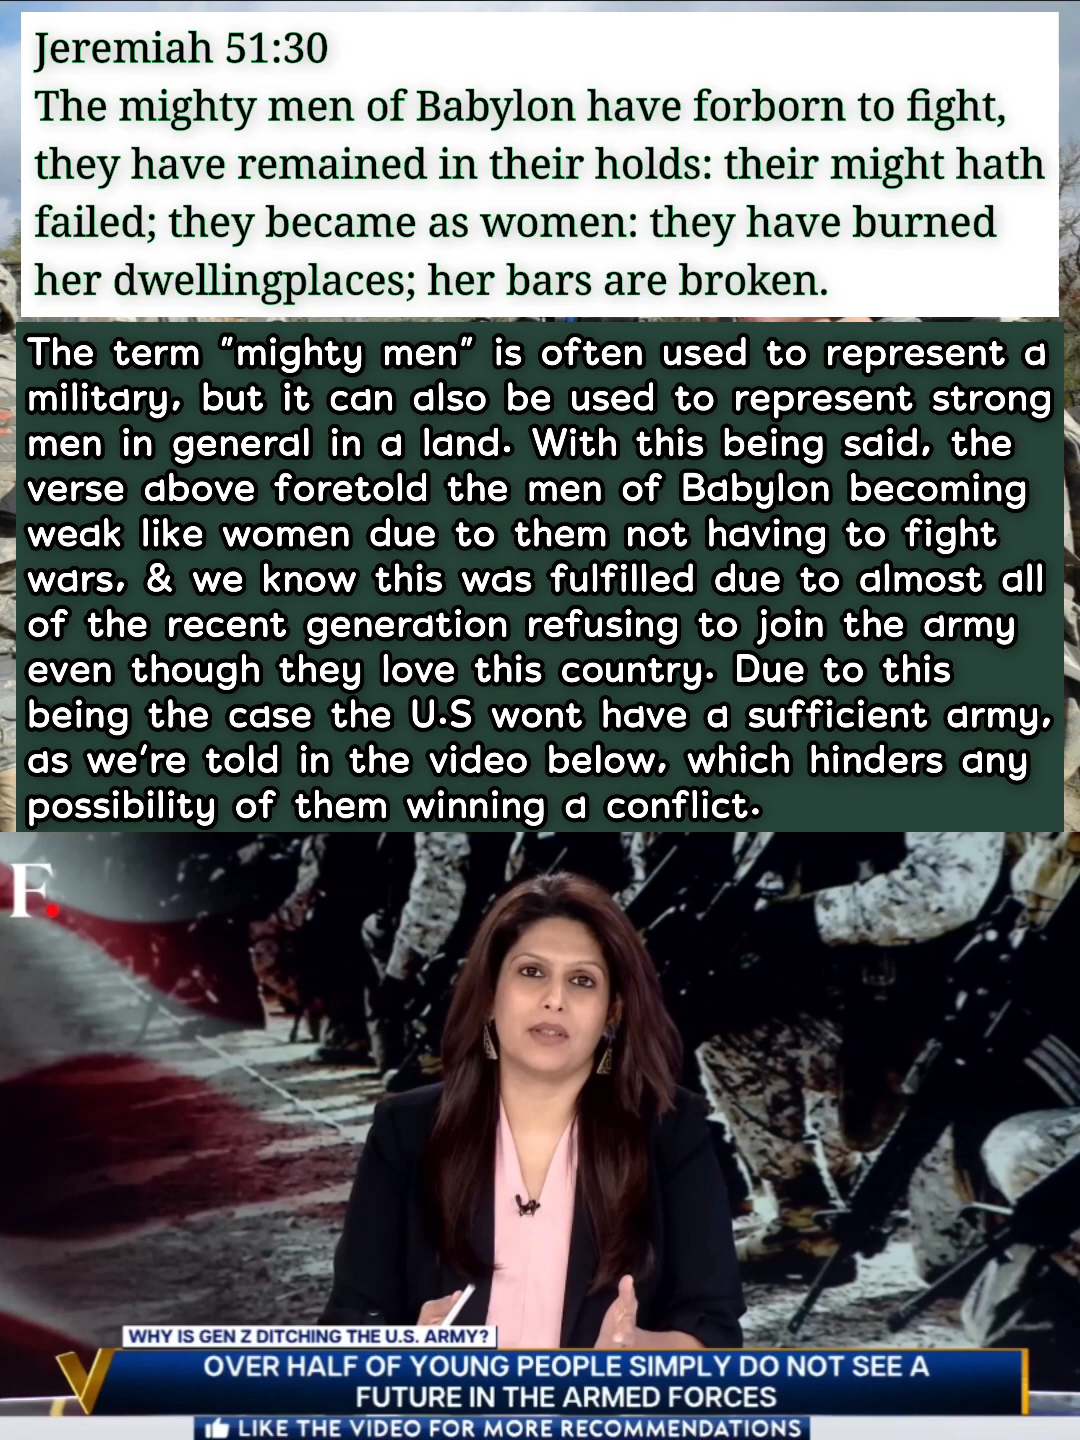 Jeremiah 51:30
The mighty men of Babylon have forborn to fight,
they have remained in their holds: their might hath
failed; they became as women: they have burned
her dwellingplaces; her bars are broken.
The term "mighty men" is often used to represent a
military, but it can also be used to represent strong
men in general in a land. With this being said, the
verse above foretold the men of Babylon becoming
weak like women due to them not having to fight
wars, & we know this was fulfilled due to almost all
of the recent generation refusing to join the army
even though they love this country. Due to this
being the case the U.S wont have a sufficient army,
as we're told in the video below, which hinders any
possibility of them winning a conflict.
F.
WHY IS GEN Z DITCHING THE U.S. ARMY?
OVER HALF OF YOUNG PEOPLE SIMPLY DO NOT SEE A
FUTURE IN THE ARMED FORCES
LIKE THE VIDEO FOR MORE RECOMMENDATIONS